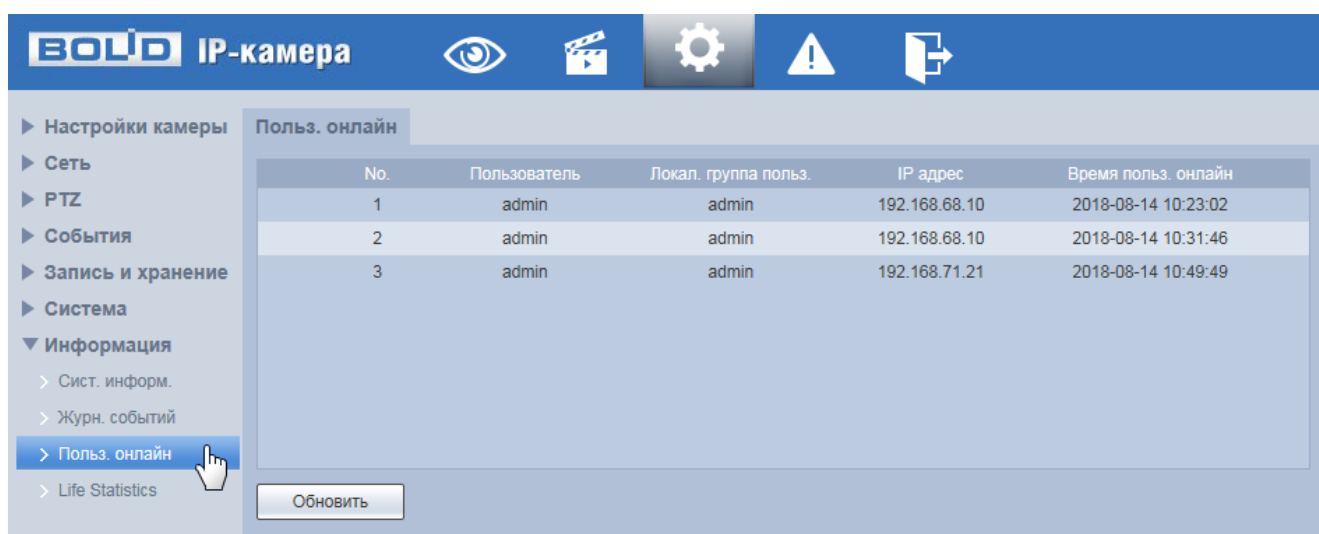 BOLID IP-камера
Настройки камеры
Сеть
PTZ
События
Запись и хранение
Система
Информация
Сист. информ.
Журн. событий
Польз. онлайн
Life Statistics
Польз. онлайн
No. Пользователь Локал. группа польз. IP адрес Время польз. онлайн
1 admin admin 192.168.68.10 2018-08-14 10:23:02
2 admin admin 192.168.68.10 2018-08-14 10:31:46
3 admin admin 192.168.71.21 2018-08-14 10:49:49
Обновить